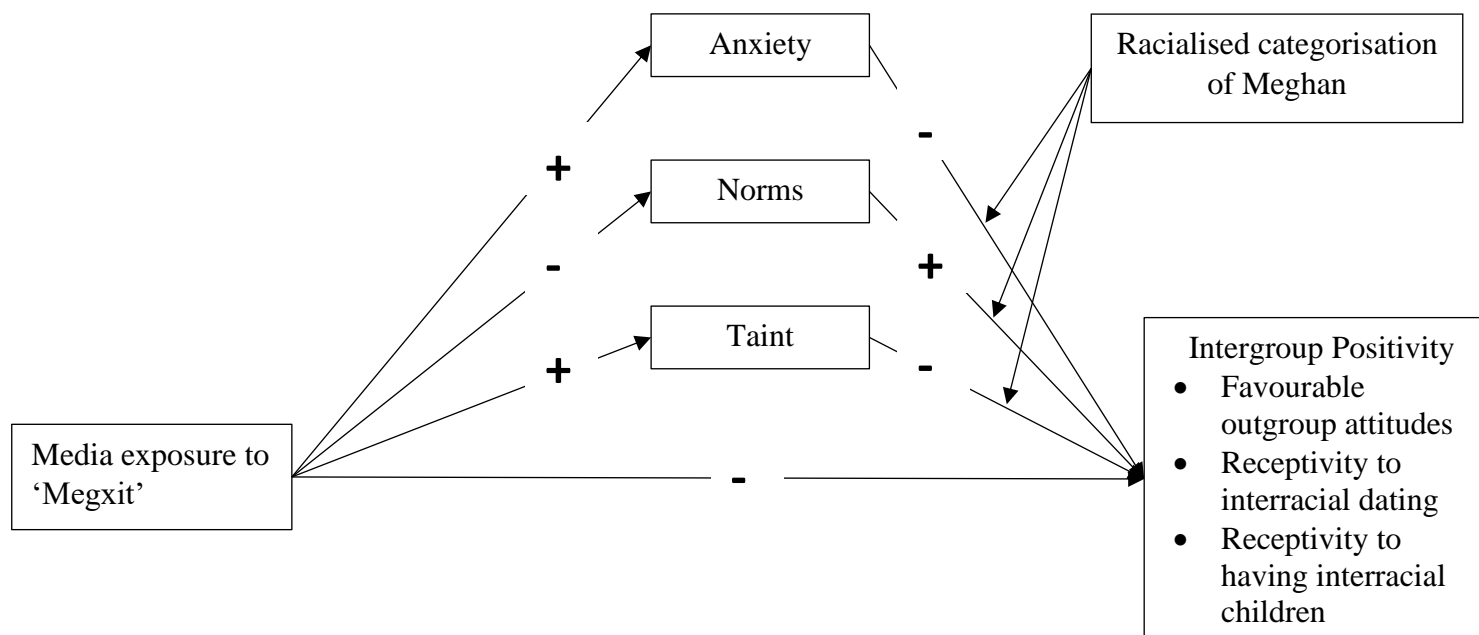 Anxiety
Racialised categorisation
of Meghan
-
+
Norms
-
+
Taint
+
-
Media exposure to
‘Megxit’
-
Intergroup Positivity
• Favourable
outgroup attitudes
• Receptivity to
interracial dating
• Receptivity to
having interracial
children